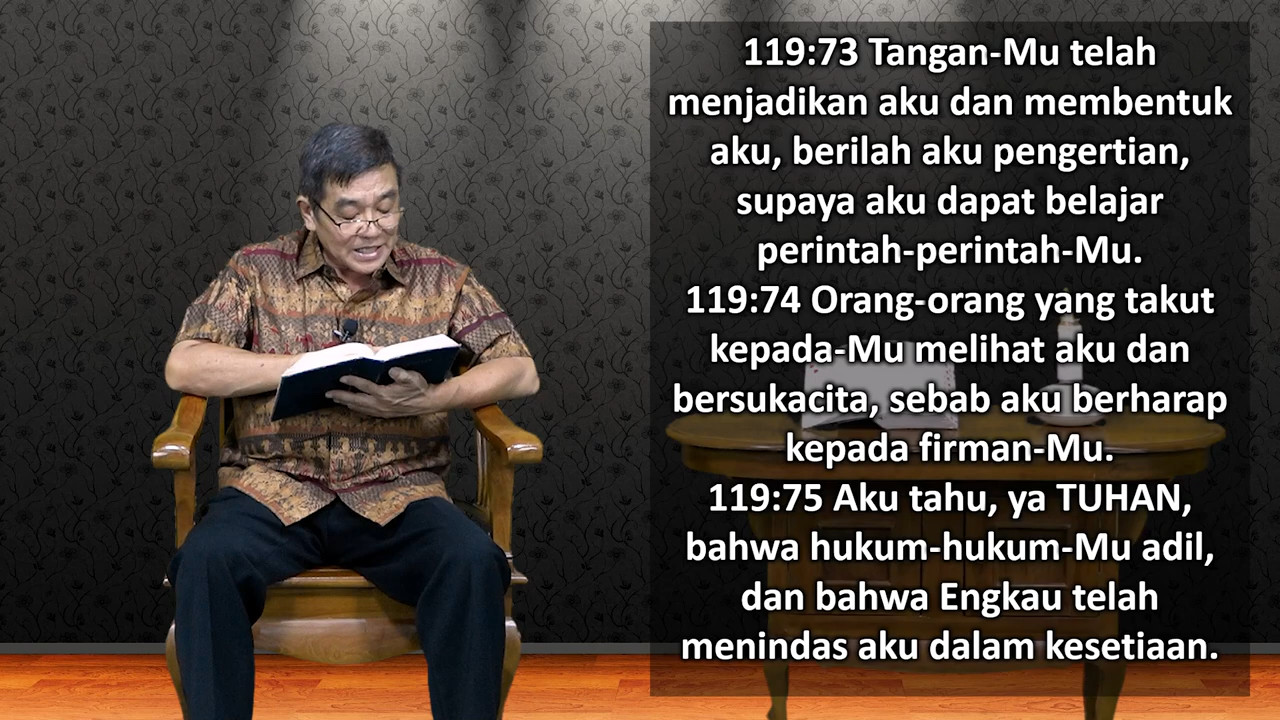 119:73 Tangan-Mu telah
menjadikan aku dan membentuk
aku, berilah aku pengertian,
supaya aku dapat belajar
perintah-perintah-Mu.
119:74 Orang-orang yang takut
kepada-Mu melihat aku dan
bersukacita, sebab aku berharap
kepada firman-Mu.
119:75 Aku tahu, ya TUHAN,
bahwa hukum-hukum-Mu adil,
dan bahwa Engkau telah
menindas aku dalam kesetiaan.